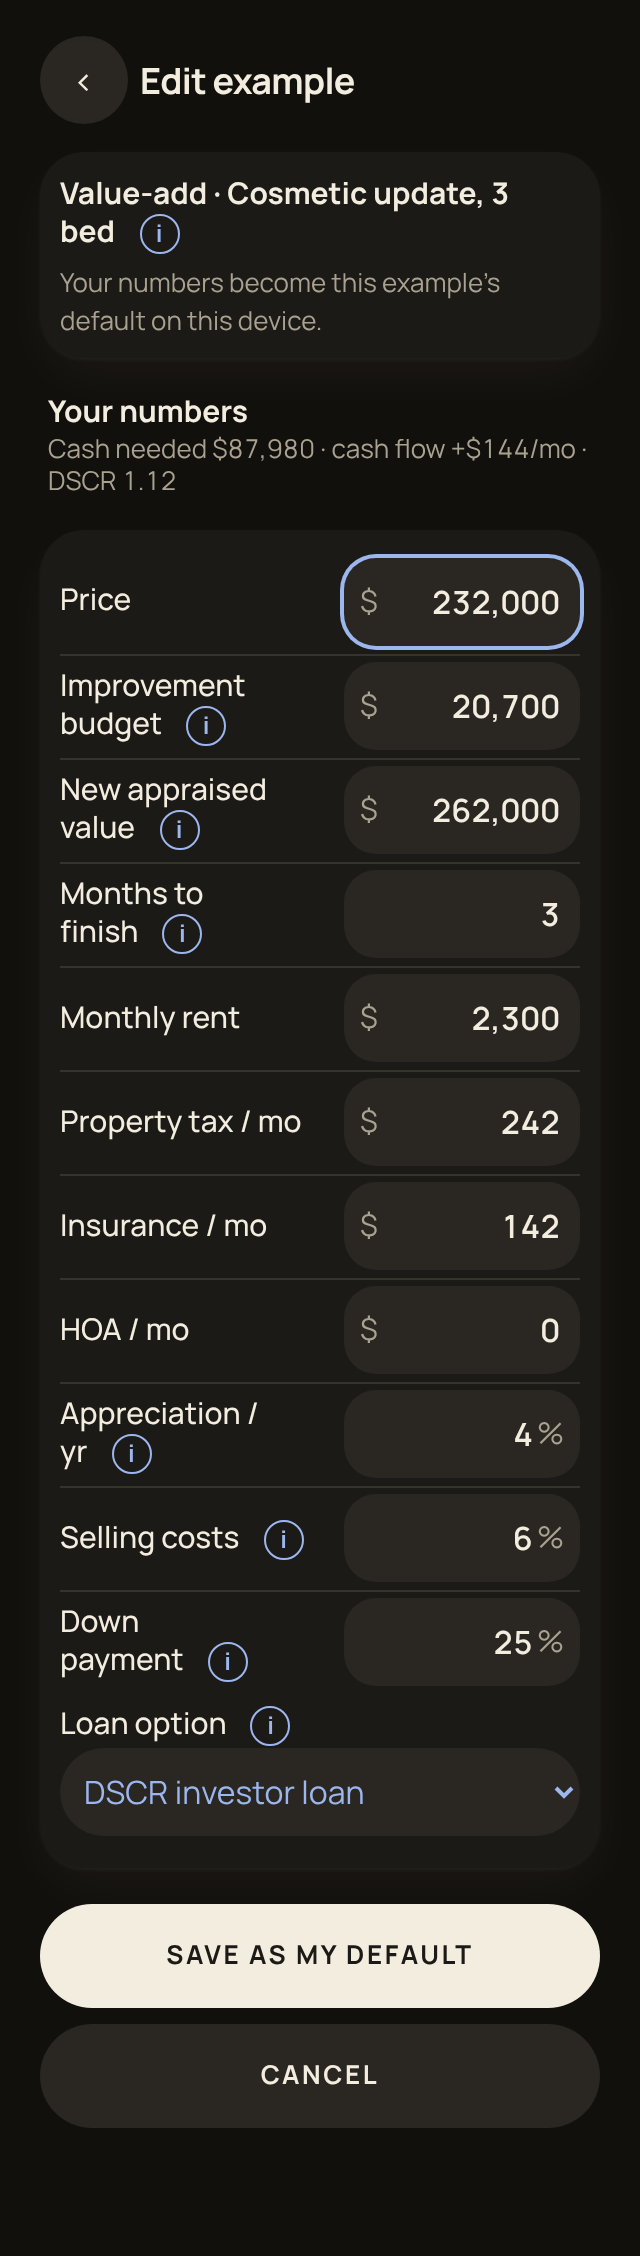 Edit example
Value-add · Cosmetic update, 3
bed i
Your numbers become this example’s
default on this device.
Your numbers
Cash needed $87,980 · cash flow +$144/mo ·
DSCR 1.12
Price $ 232,000
Improvement
budget i $ 20,700
New appraised
value i $ 262,000
Months to
finish i 3
Monthly rent $ 2,300
Property tax / mo $ 242
Insurance / mo $ 142
HOA / mo $ 0
Appreciation /
yr i 4 %
Selling costs i 6 %
Down
payment i 25 %
Loan option i
DSCR investor loan
SAVE AS MY DEFAULT
CANCEL